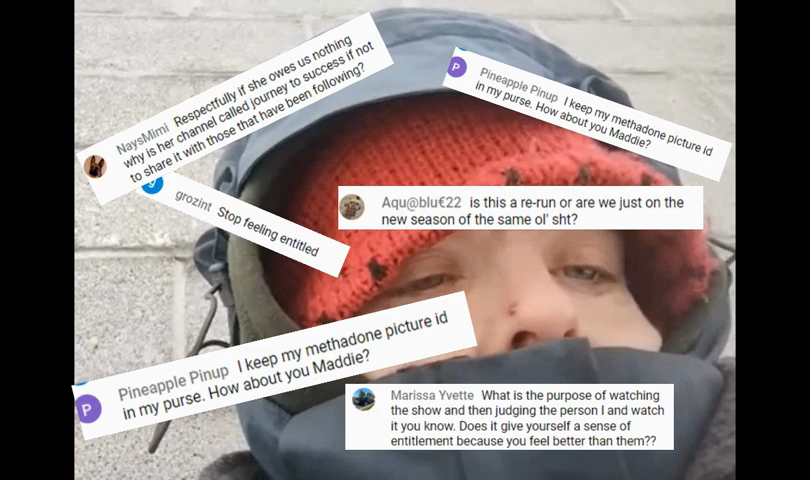 NaysMimi Respectfully if she owes us nothing
why is her channel called journey to success if not
to share it with those that have been following?
Pineapple Pinup I keep my methadone picture id
in my purse. How about you Maddie?
grozint Stop feeling entitled
Aqu@blu€22 is this a re-run or are we just on the
new season of the same ol' sht?
P Pineapple Pinup I keep my methadone picture id
in my purse. How about you Maddie?
Marissa Yvette What is the purpose of watching
the show and then judging the person I and watch
it you know. Does it give yourself a sense of
entitlement because you feel better than them??